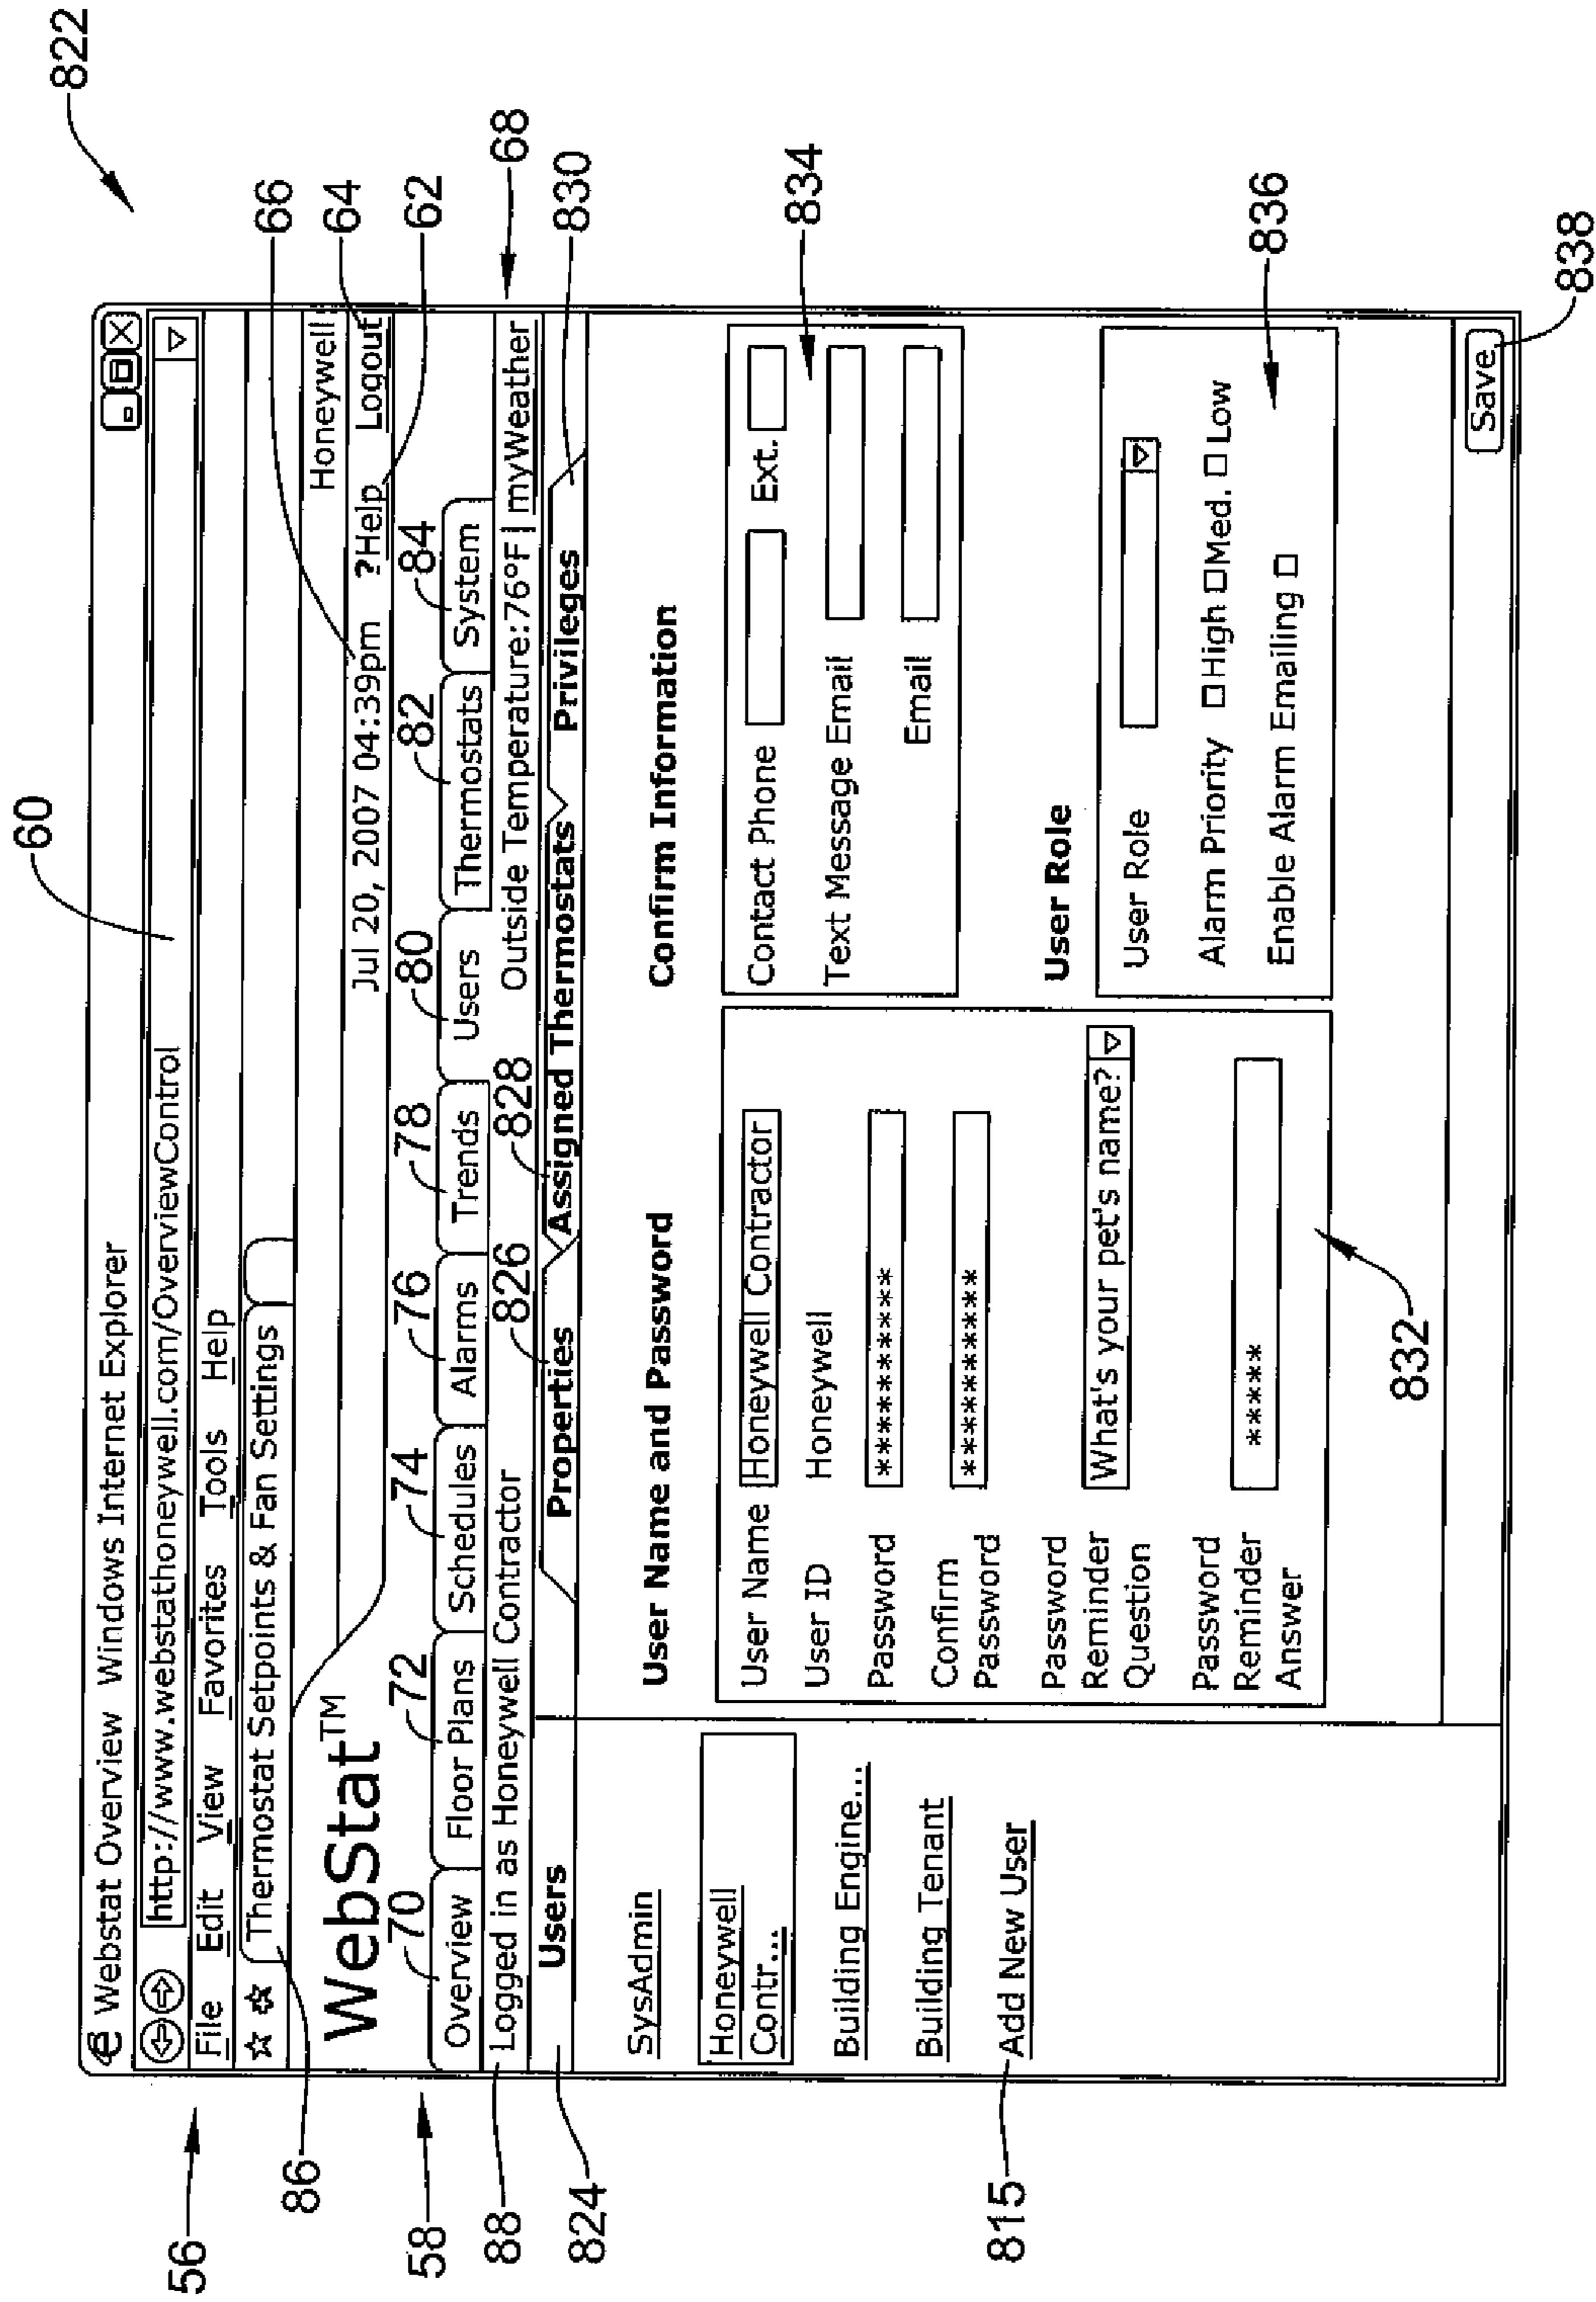 822
60
66
64
62
56
Webstat Overview Windows Internet Explorer
http://www.webstathoneywell.com/OverviewControl
File Edit View Favorites Tools Help
Thermostat Setpoints & Fan Settings
86
Honeywell
WebStat™
Jul 20, 2007 04:39pm ?Help Logout
58
70 72 74 76 78 80 82 84
68
Overview Floor Plans Schedules Alarms Trends Users Thermostats System
88
Logged in as Honeywell Contractor Outside Temperature:76°F | myWeather
824 826 828 830
Users Properties Assigned Thermostats Privileges
SysAdmin
Honeywell
Contr...
Building Engine...
Building Tenant
815 Add New User
User Name and Password
User Name Honeywell Contractor
User ID Honeywell
Password **********
Confirm
Password **********
Password
Reminder
Question What's your pet's name?
Password
Reminder
Answer *****
832
Confirm Information
Contact Phone Ext.
Text Message Email
Email
834
User Role
User Role
Alarm Priority High Med. Low
Enable Alarm Emailing
836
Save
838